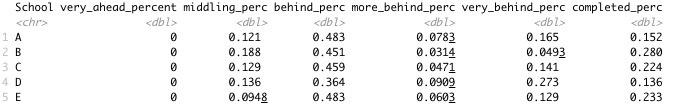 School very_ahead_percent middling_perc behind_perc more_behind_perc very_behind_perc completed_perc
<chr> <dbl> <dbl> <dbl> <dbl> <dbl> <dbl>
1 A 0 0.121 0.483 0.0783 0.165 0.152
2 B 0 0.188 0.451 0.0314 0.0493 0.280
3 C 0 0.129 0.459 0.0471 0.141 0.224
4 D 0 0.136 0.364 0.0909 0.273 0.136
5 E 0 0.0948 0.483 0.0603 0.129 0.233